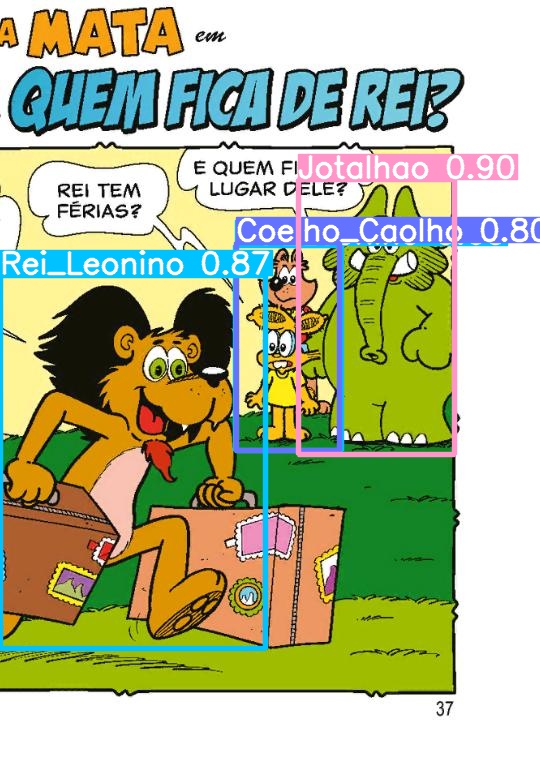 A MATA em
QUEM FICA DE REI?
REI TEM
FÉRIAS?
E QUEM FI
LUGAR DELE?
Jotalhao 0.90
Coelho_Caolho 0.80
Rei_Leonino 0.87
37